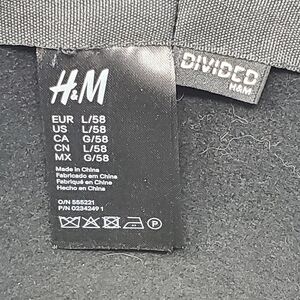 H&M
EUR L/58
US L/58
CA G/58
CN L/58
MX G/58
Made in China
Fabricado em China
Fabriqué en Chine
Hecho en China
O/N 555221
P/N 0234249 1
P
DIVIDED
H&M